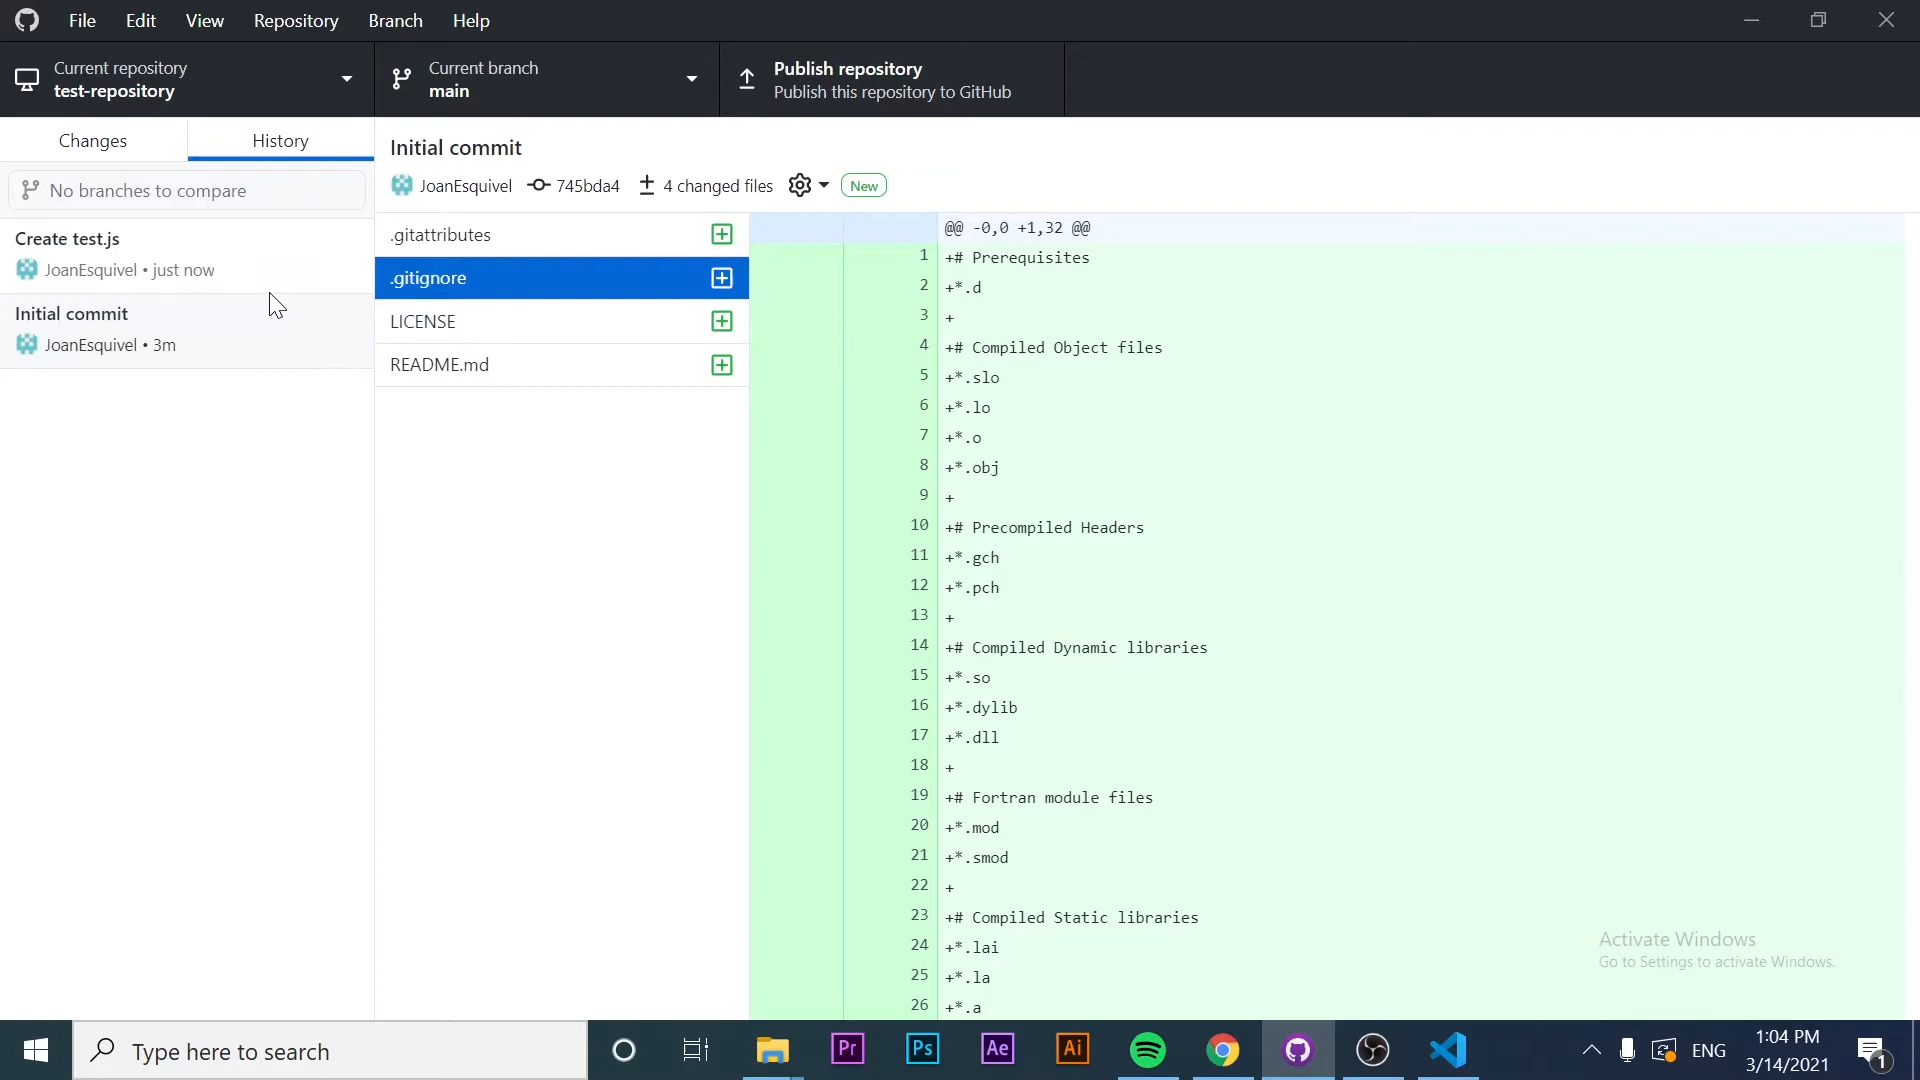 File Edit View Repository Branch Help
Current repository
test-repository
Current branch
main
Publish repository
Publish this repository to GitHub
Changes
History
No branches to compare
Create test.js
JoanEsquivel • just now
Initial commit
JoanEsquivel • 3m
Initial commit
JoanEsquivel 745bda4 4 changed files New
.gitattributes
.gitignore
LICENSE
README.md
@@ -0,0 +1,32 @@
1 +# Prerequisites
2 +*.d
3 +
4 +# Compiled Object files
5 +*.slo
6 +*.lo
7 +*.o
8 +*.obj
9 +
10 +# Precompiled Headers
11 +*.gch
12 +*.pch
13 +
14 +# Compiled Dynamic libraries
15 +*.so
16 +*.dylib
17 +*.dll
18 +
19 +# Fortran module files
20 +*.mod
21 +*.smod
22 +
23 +# Compiled Static libraries
24 +*.lai
25 +*.la
26 +*.a
Activate Windows
Go to Settings to activate Windows.
Type here to search
Pr
Ps
Ae
Ai
ENG
1:04 PM
3/14/2021
1